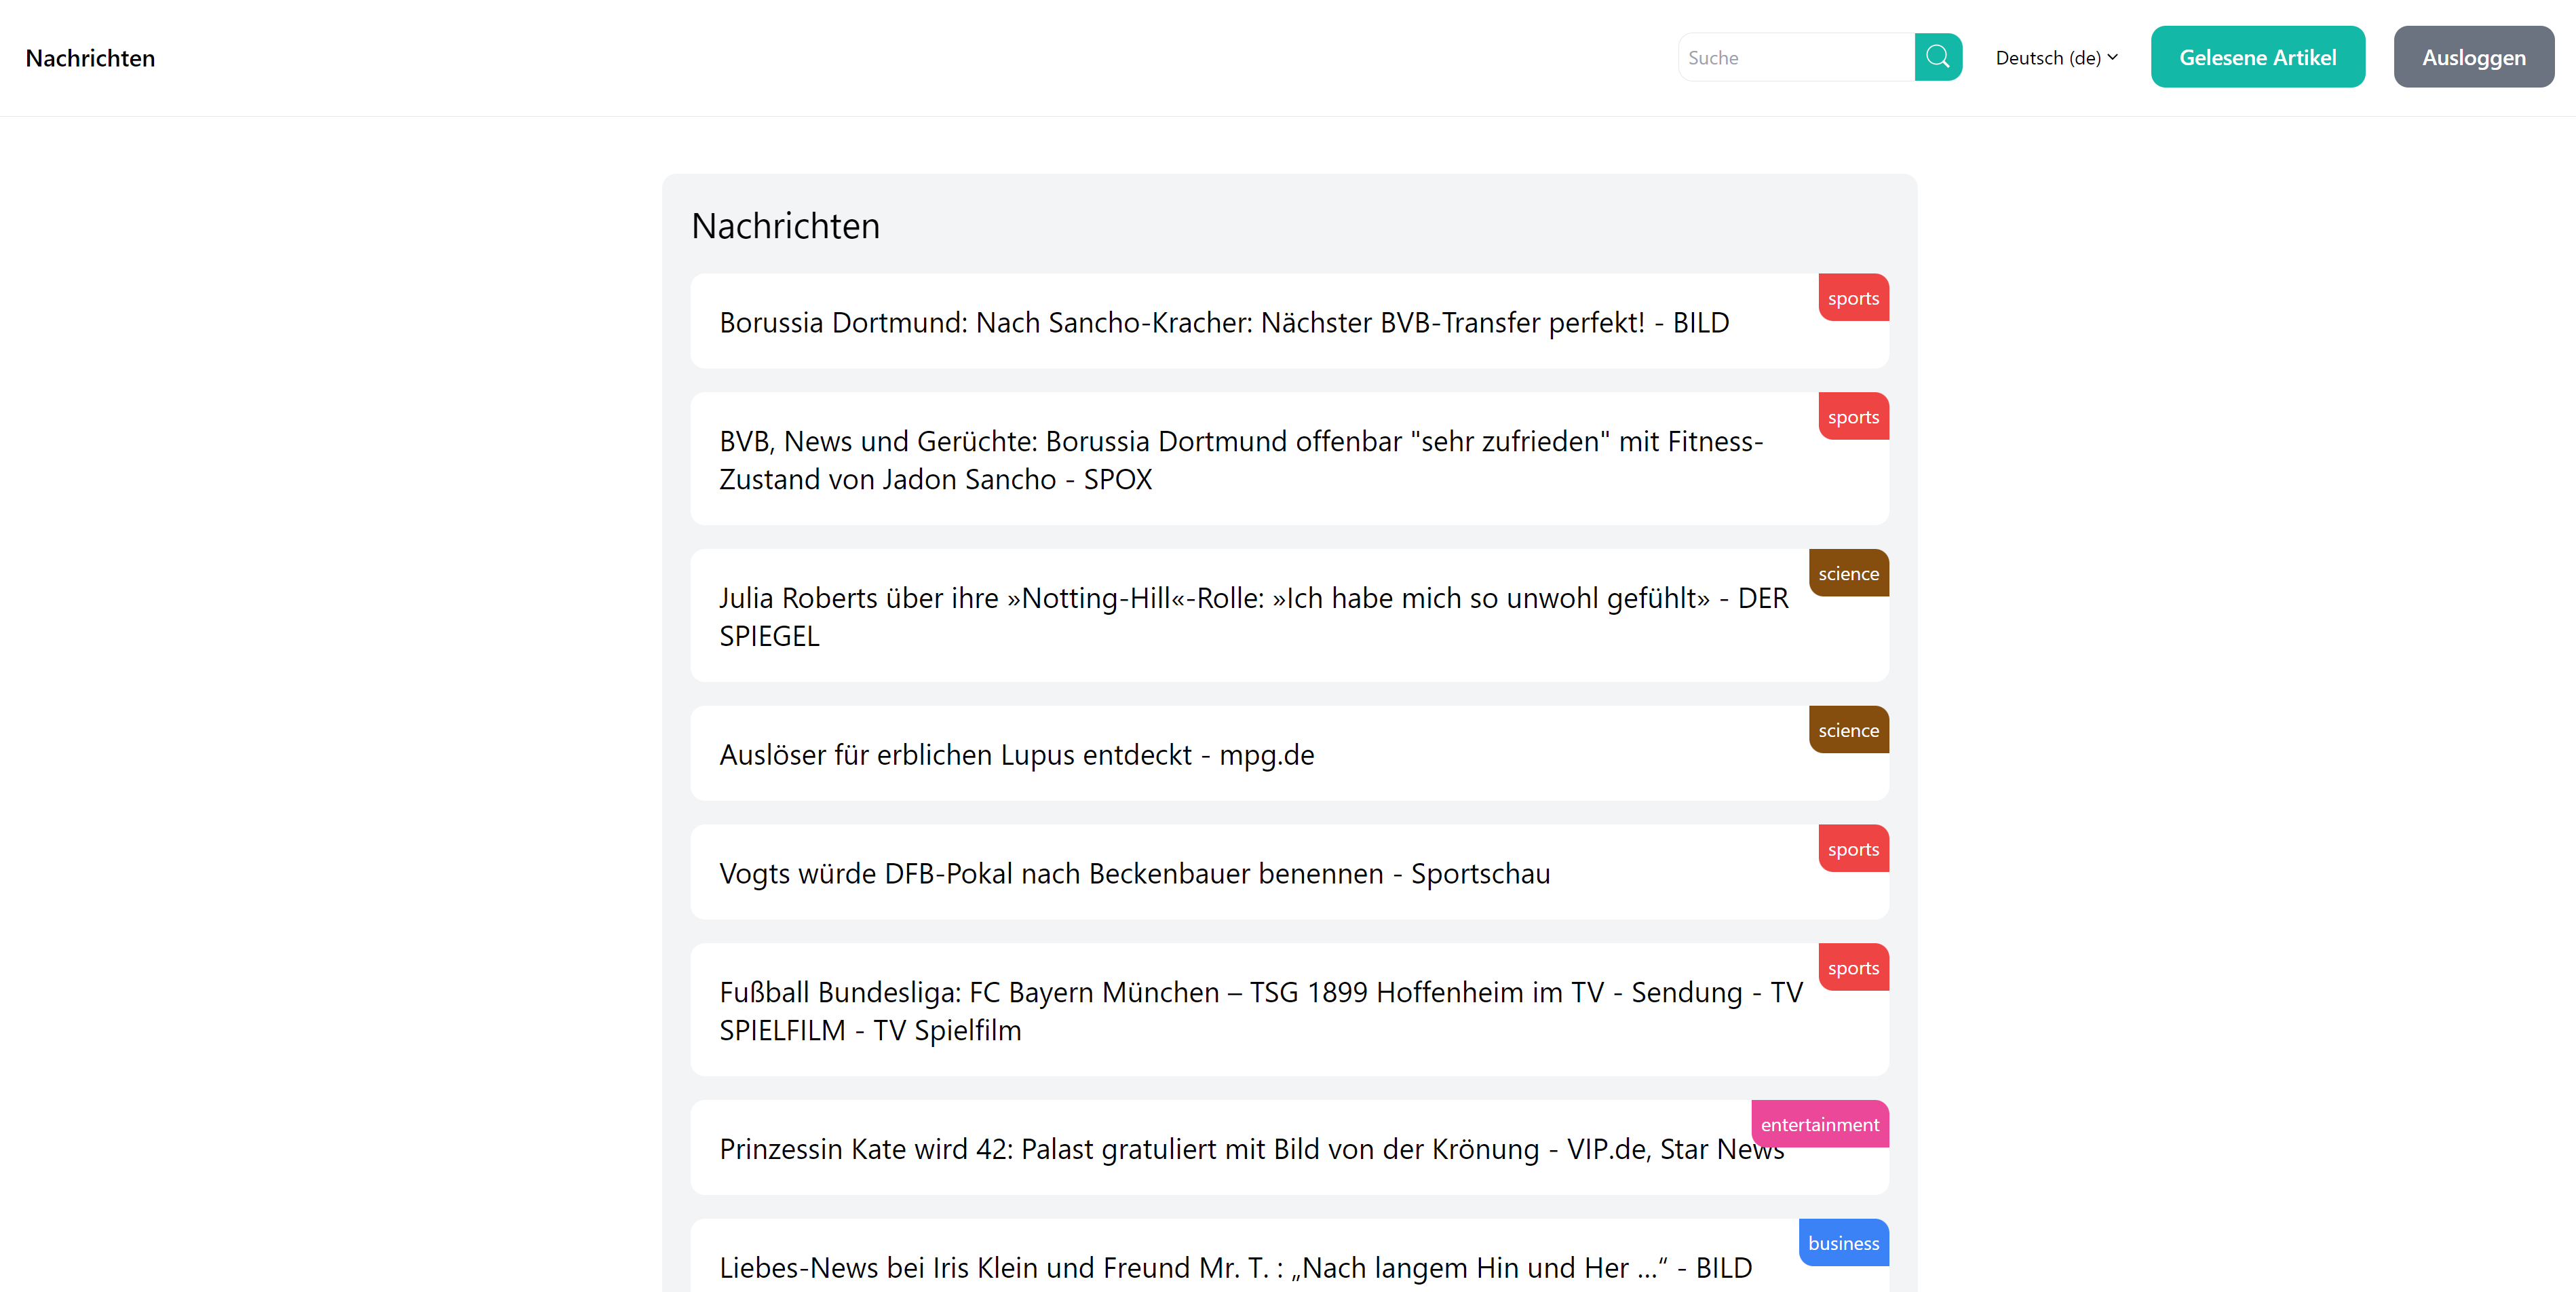 Nachrichten
Suche
Deutsch (de)
Gelesene Artikel
Ausloggen
Nachrichten
sports
Borussia Dortmund: Nach Sancho-Kracher: Nächster BVB-Transfer perfekt! - BILD
sports
BVB, News und Gerüchte: Borussia Dortmund offenbar "sehr zufrieden" mit Fitness-
Zustand von Jadon Sancho - SPOX
science
Julia Roberts über ihre »Notting-Hill«-Rolle: »Ich habe mich so unwohl gefühlt» - DER
SPIEGEL
science
Auslöser für erblichen Lupus entdeckt - mpg.de
sports
Vogts würde DFB-Pokal nach Beckenbauer benennen - Sportschau
sports
Fußball Bundesliga: FC Bayern München – TSG 1899 Hoffenheim im TV - Sendung - TV
SPIELFILM - TV Spielfilm
entertainment
Prinzessin Kate wird 42: Palast gratuliert mit Bild von der Krönung - VIP.de, Star News
business
Liebes-News bei Iris Klein und Freund Mr. T. : „Nach langem Hin und Her ...“ - BILD